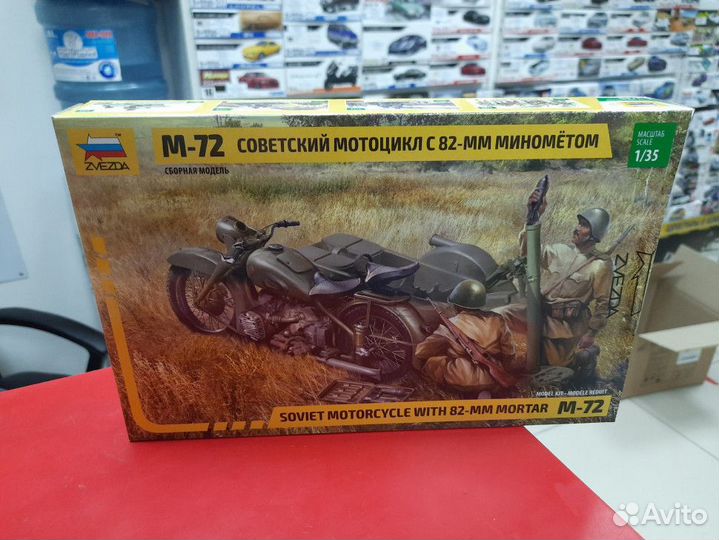 ZVEZDA
М-72 СОВЕТСКИЙ МОТОЦИКЛ С 82-ММ МИНОМЁТОМ
СБОРНАЯ МОДЕЛЬ
МАСШТАБ
SCALE
1/35
ZVEZDA
MODEL KIT - MODELE REDUIT
SOVIET MOTORCYCLE WITH 82-MM MORTAR M-72
Avito